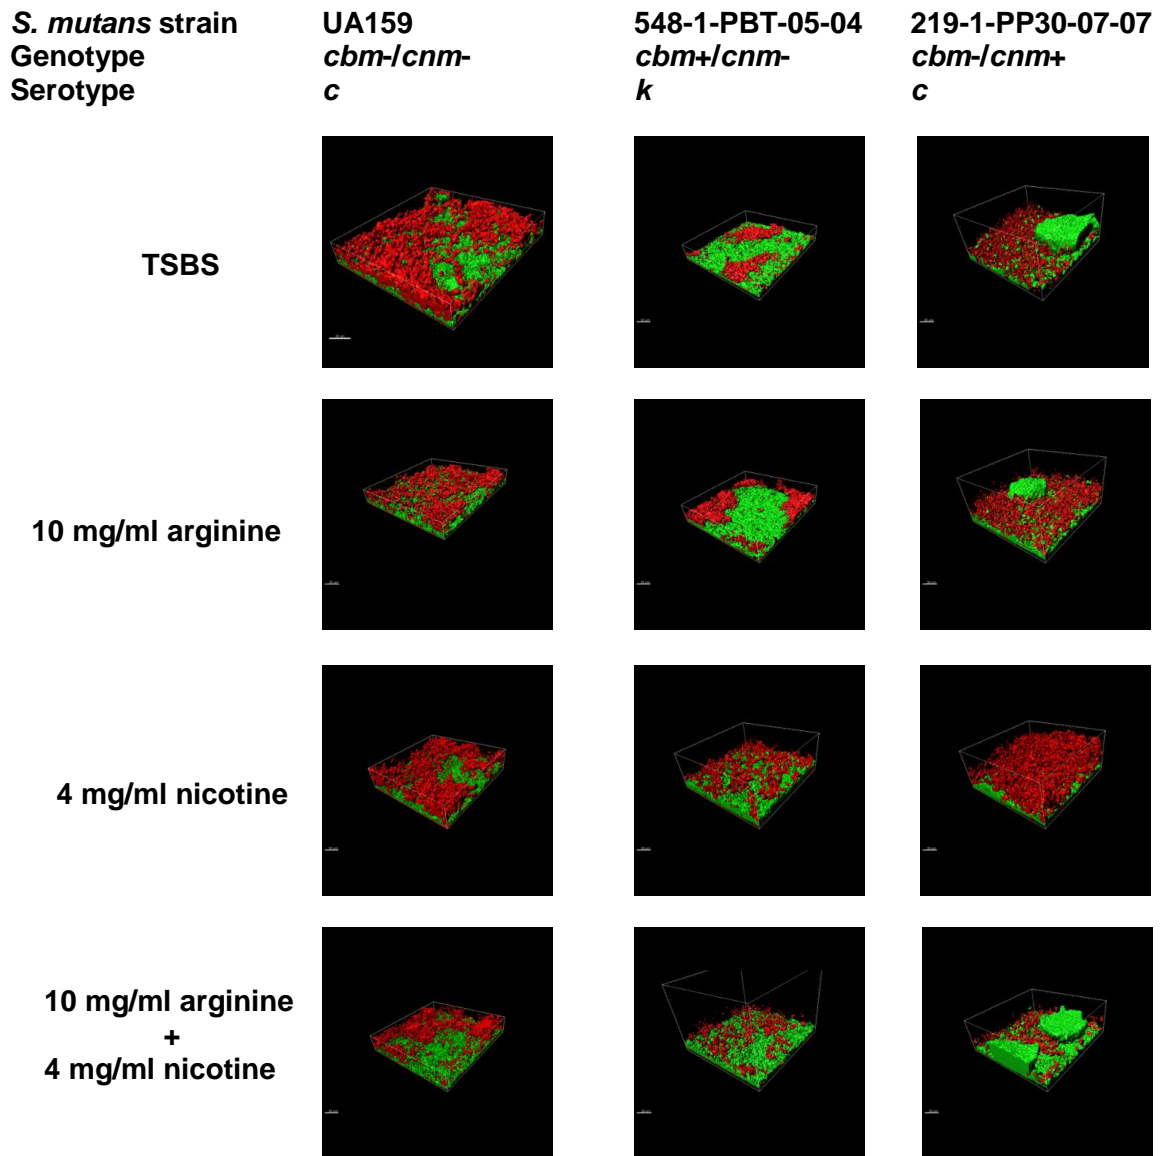 S. mutans strain UA159 548-1-PBT-05-04 219-1-PP30-07-07
Genotype cbm-/cnm- cbm+/cnm- cbm-/cnm+
Serotype c k c
TSBS
10 mg/ml arginine
4 mg/ml nicotine
10 mg/ml arginine
+
4 mg/ml nicotine